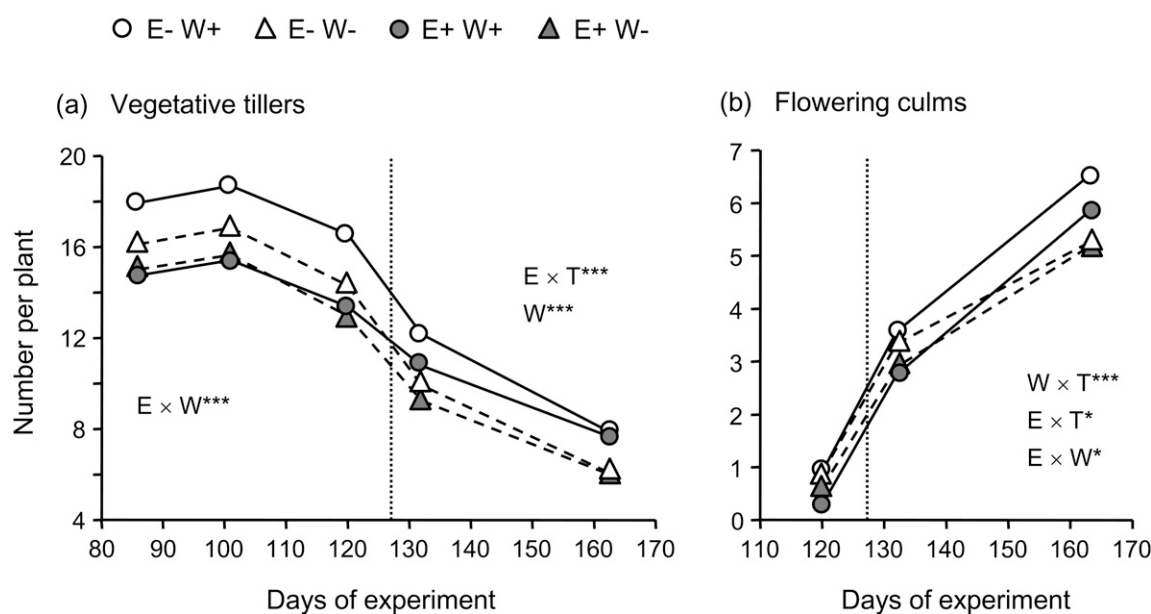 E- W+ E- W- E+ W+ E+ W-
(a) Vegetative tillers
Number per plant
20
16
12
8
4
80 90 100 110 120 130 140 150 160 170
Days of experiment
E × T***
W***
E × W***
(b) Flowering culms
7
6
5
4
3
2
1
0
110 120 130 140 150 160 170
Days of experiment
W × T***
E × T*
E × W*